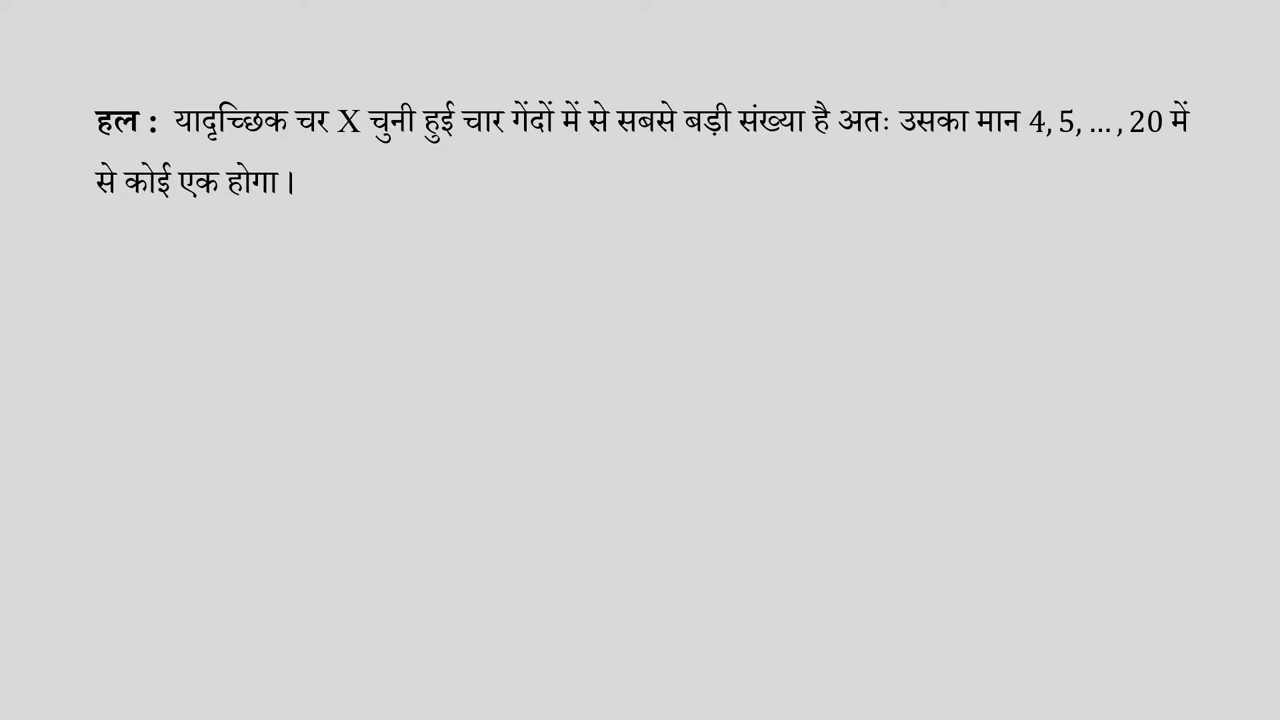 हल : यादृच्छिक चर X चुनी हुई चार गेंदों में से सबसे बड़ी संख्या है अतः उसका मान 4, 5, … , 20 में
से कोई एक होगा।